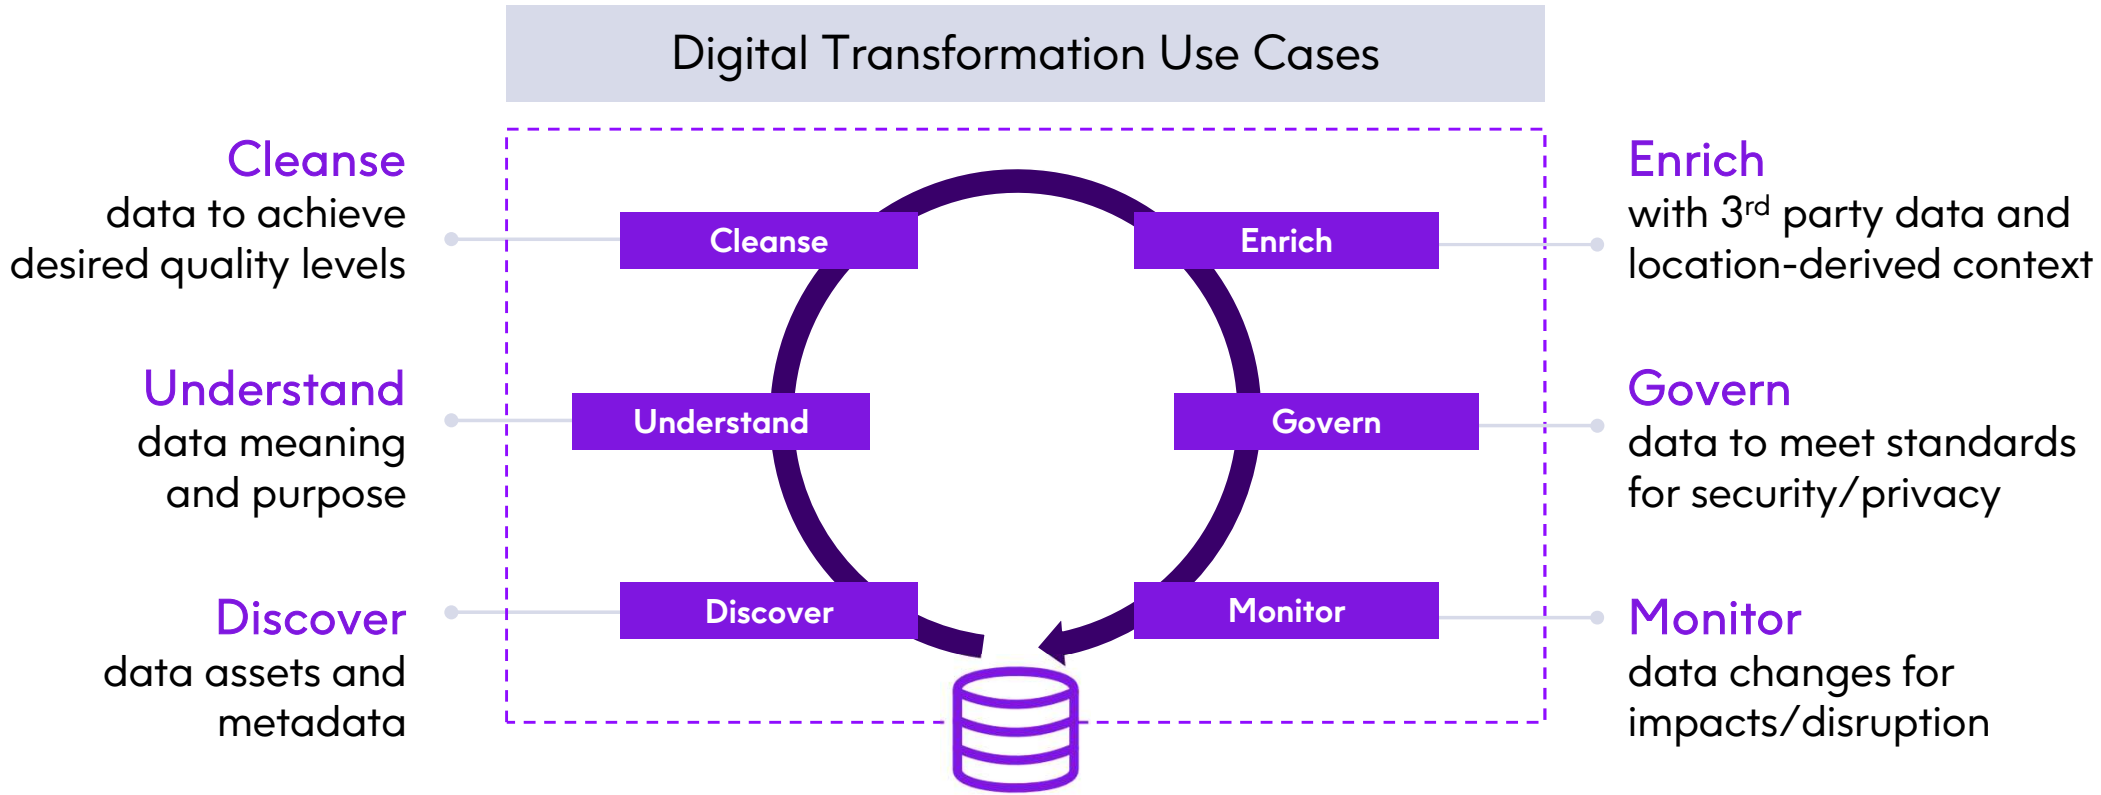 Digital Transformation Use Cases
Cleanse
data to achieve
desired quality levels
Understand
data meaning
and purpose
Discover
data assets and
metadata
Cleanse
Understand
Discover
Enrich
Govern
Monitor
Enrich
with 3rd party data and
location-derived context
Govern
data to meet standards
for security/privacy
Monitor
data changes for
impacts/disruption